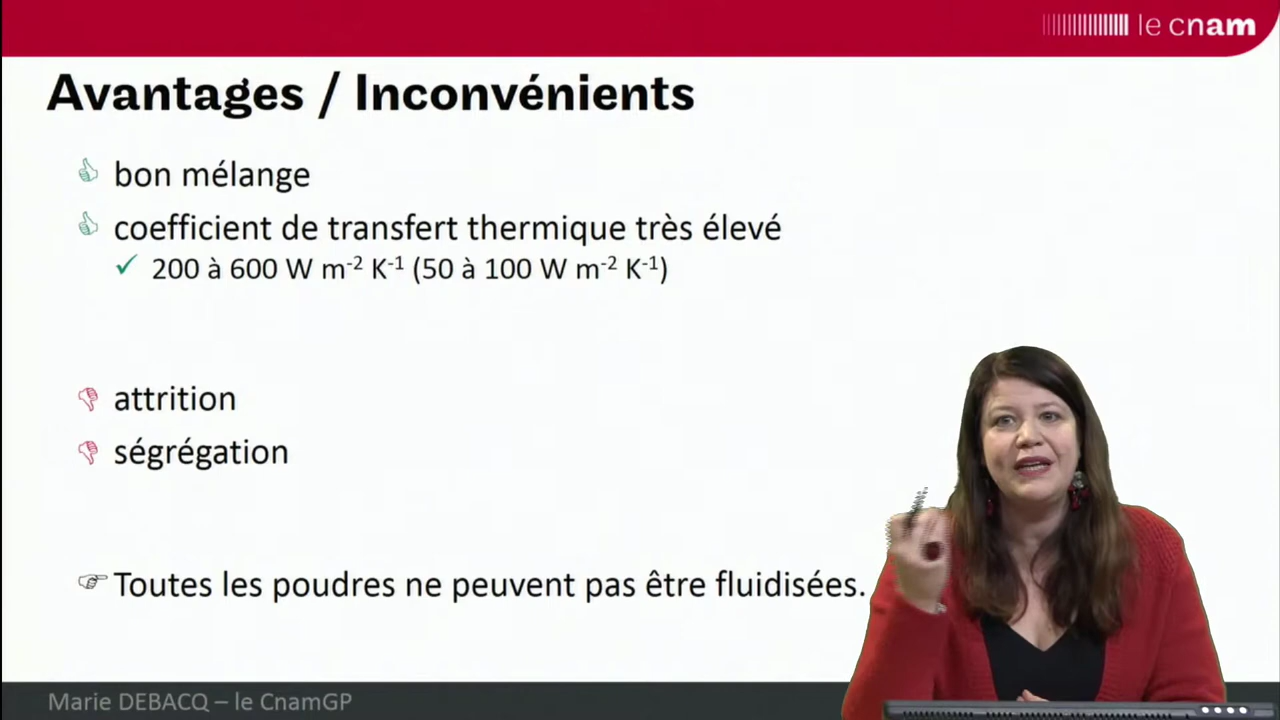 le cnam
Avantages / Inconvénients
bon mélange
coefficient de transfert thermique très élevé
200 à 600 W m⁻² K⁻¹ (50 à 100 W m⁻² K⁻¹)
attrition
ségrégation
Toutes les poudres ne peuvent pas être fluidisées.
Marie DEBACQ – le CnamGP